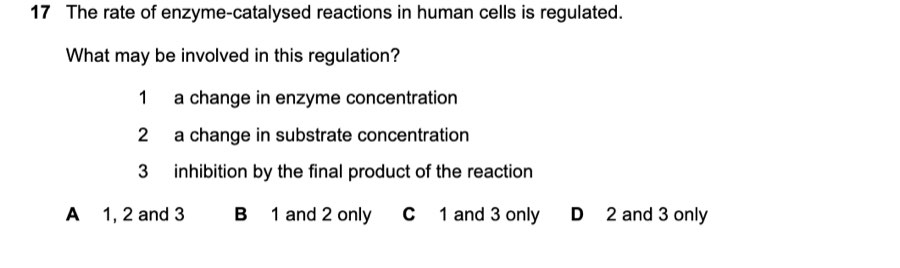 17 The rate of enzyme-catalysed reactions in human cells is regulated.
What may be involved in this regulation?
1 a change in enzyme concentration
2 a change in substrate concentration
3 inhibition by the final product of the reaction
A 1, 2 and 3 B 1 and 2 only C 1 and 3 only D 2 and 3 only